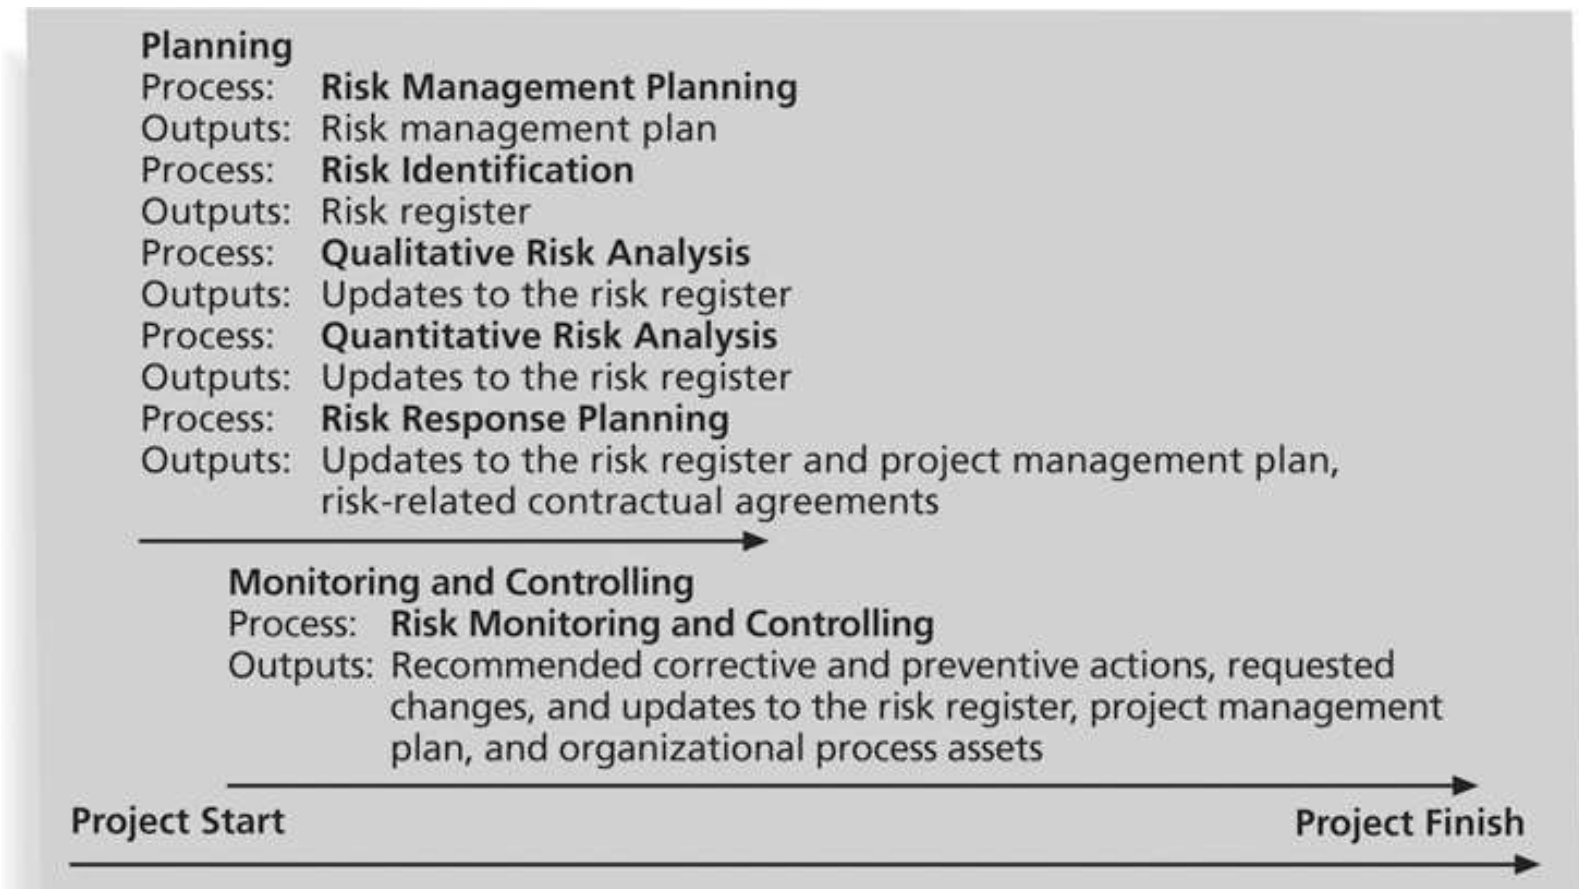 Planning
Process: Risk Management Planning
Outputs: Risk management plan
Process: Risk Identification
Outputs: Risk register
Process: Qualitative Risk Analysis
Outputs: Updates to the risk register
Process: Quantitative Risk Analysis
Outputs: Updates to the risk register
Process: Risk Response Planning
Outputs: Updates to the risk register and project management plan,
risk-related contractual agreements
Monitoring and Controlling
Process: Risk Monitoring and Controlling
Outputs: Recommended corrective and preventive actions, requested
changes, and updates to the risk register, project management
plan, and organizational process assets
Project Start Project Finish